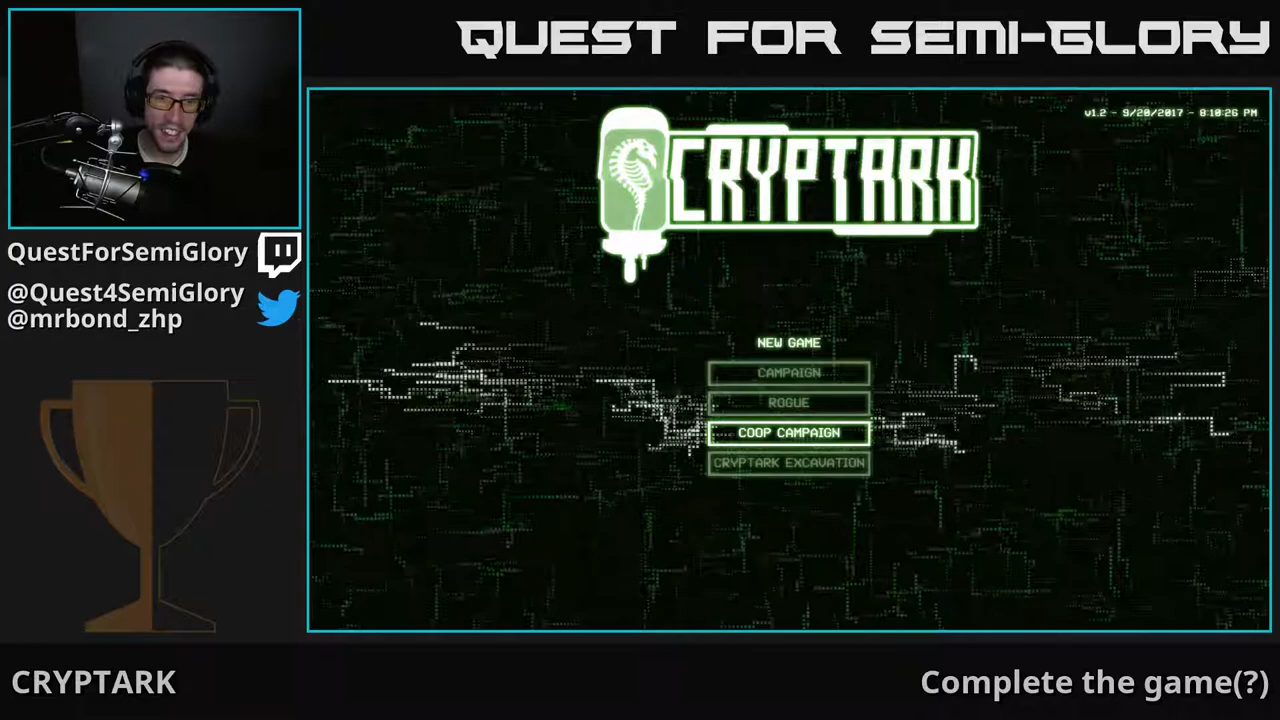 QUEST FOR SEMI-GLORY
QuestForSemiGlory
@Quest4SemiGlory
@mrbond_zhp
v1.2 - 9/20/2017 - 8:10:26 PM
CRYPTARK
NEW GAME
CAMPAIGN
ROGUE
COOP CAMPAIGN
CRYPTARK EXCAVATION
CRYPTARK
Complete the game(?)